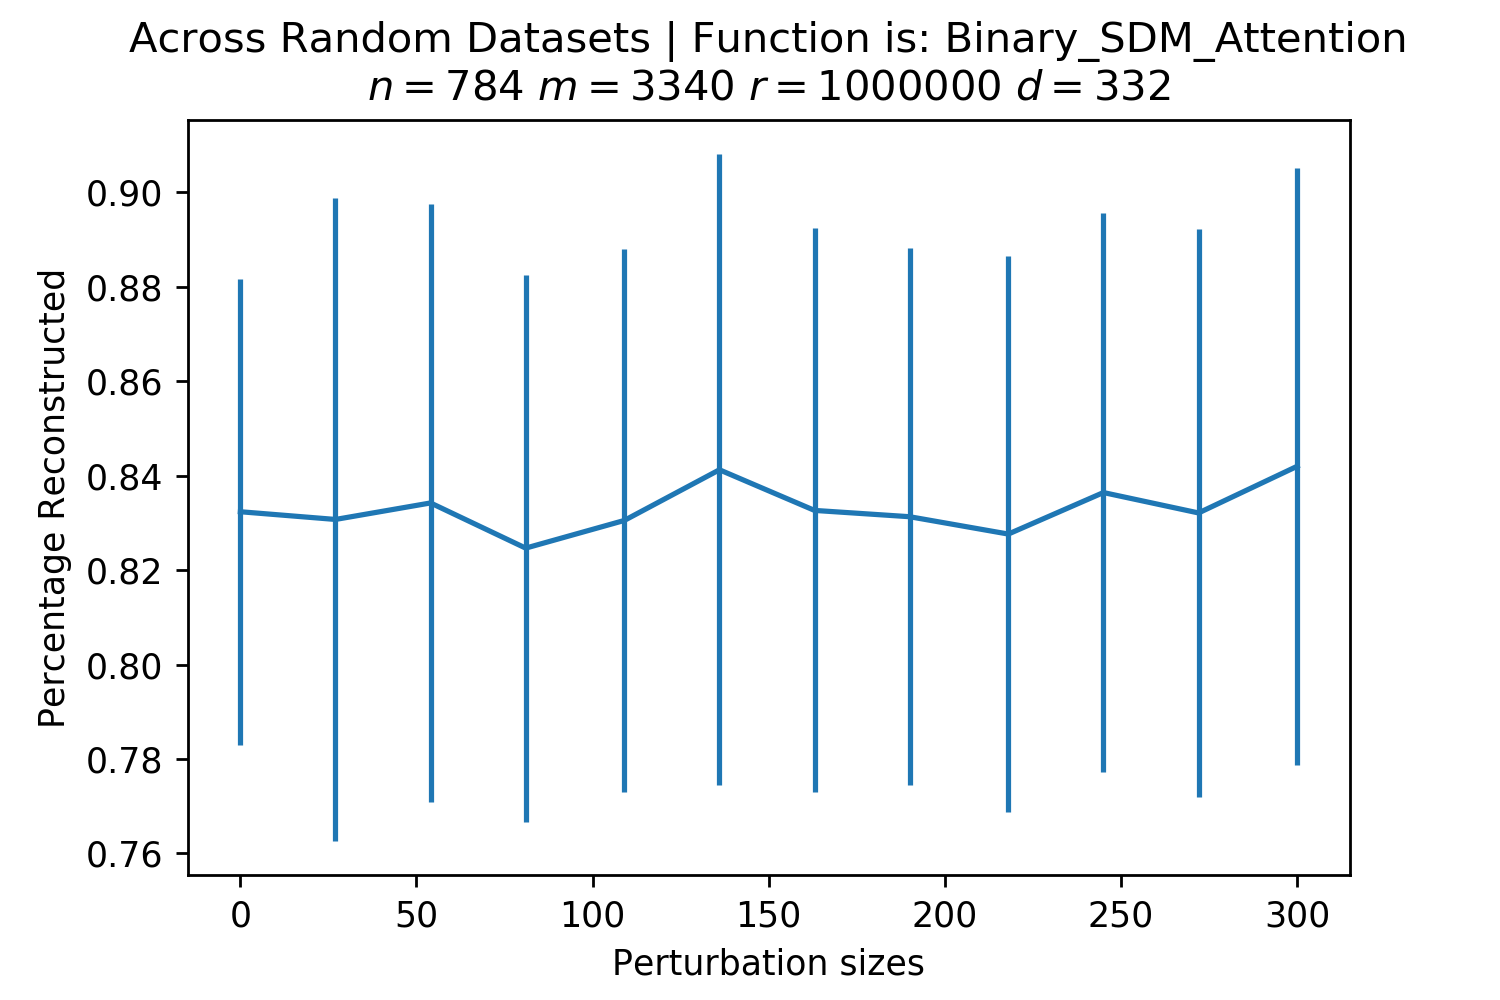 Across Random Datasets | Function is: Binary_SDM_Attention
n = 784 m = 3340 r = 1000000 d = 332
0.90
0.88
0.86
0.84
0.82
0.80
0.78
0.76
Percentage Reconstructed
0 50 100 150 200 250 300
Perturbation sizes